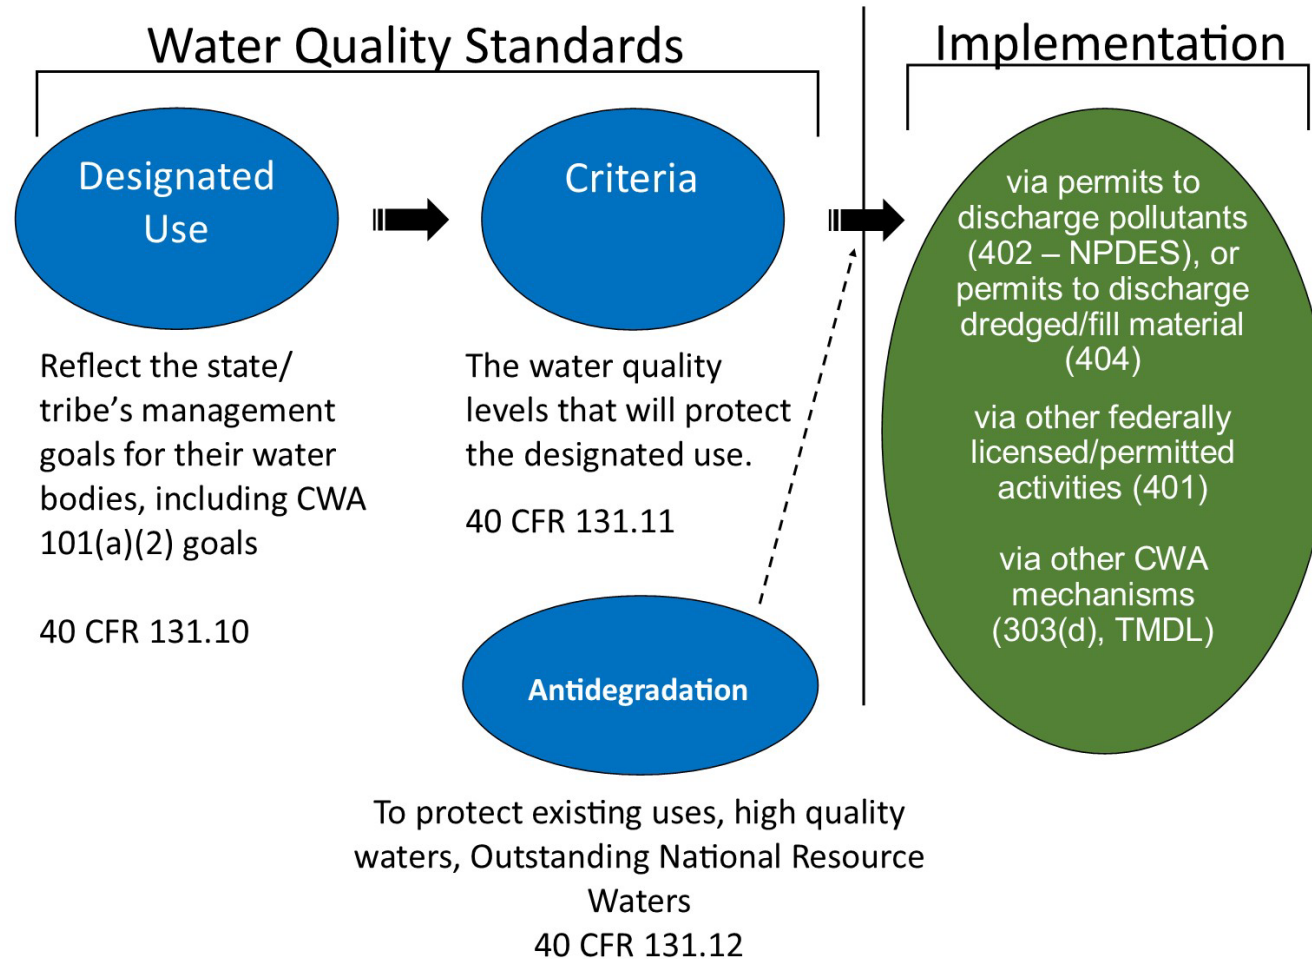 Water Quality Standards
Designated
Use
Reflect the state/
tribe’s management
goals for their water
bodies, including CWA
101(a)(2) goals
40 CFR 131.10
Criteria
The water quality
levels that will protect
the designated use.
40 CFR 131.11
Antidegradation
To protect existing uses, high quality
waters, Outstanding National Resource
Waters
40 CFR 131.12
Implementation
via permits to
discharge pollutants
(402 – NPDES), or
permits to discharge
dredged/fill material
(404)
via other federally
licensed/permitted
activities (401)
via other CWA
mechanisms
(303(d), TMDL)